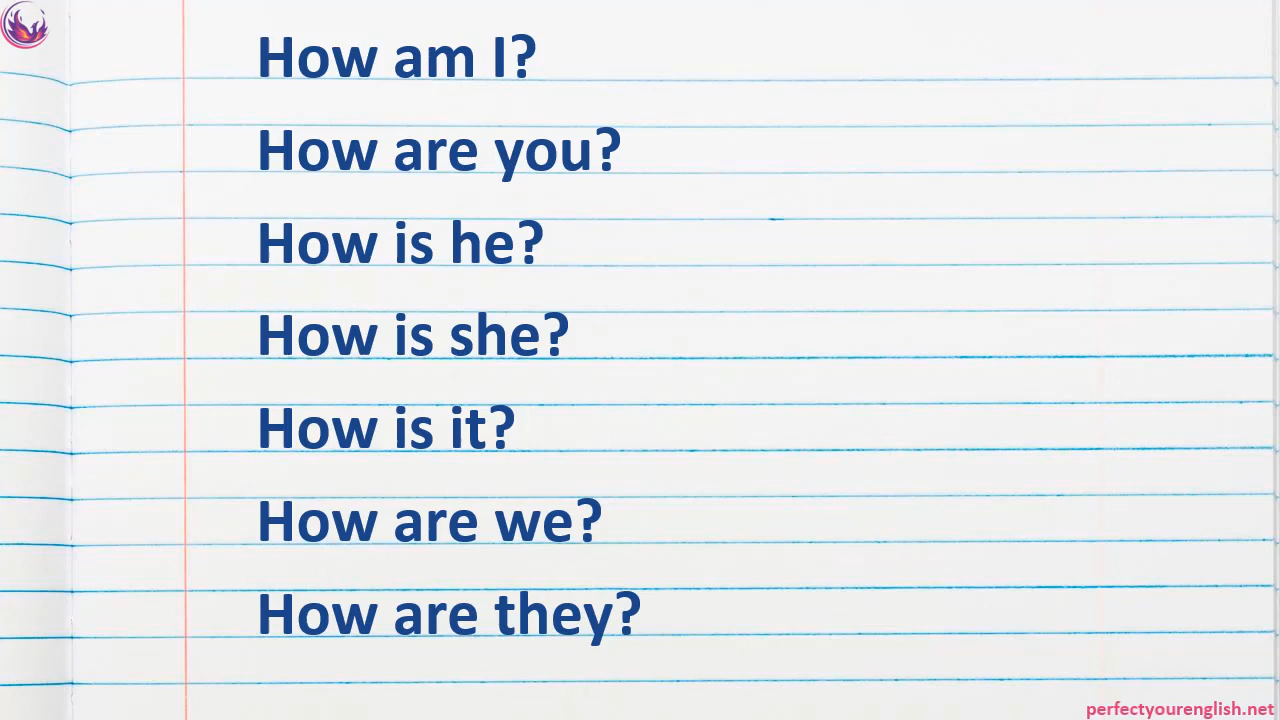 How am I?
How are you?
How is he?
How is she?
How is it?
How are we?
How are they?
perfectyourenglish.net